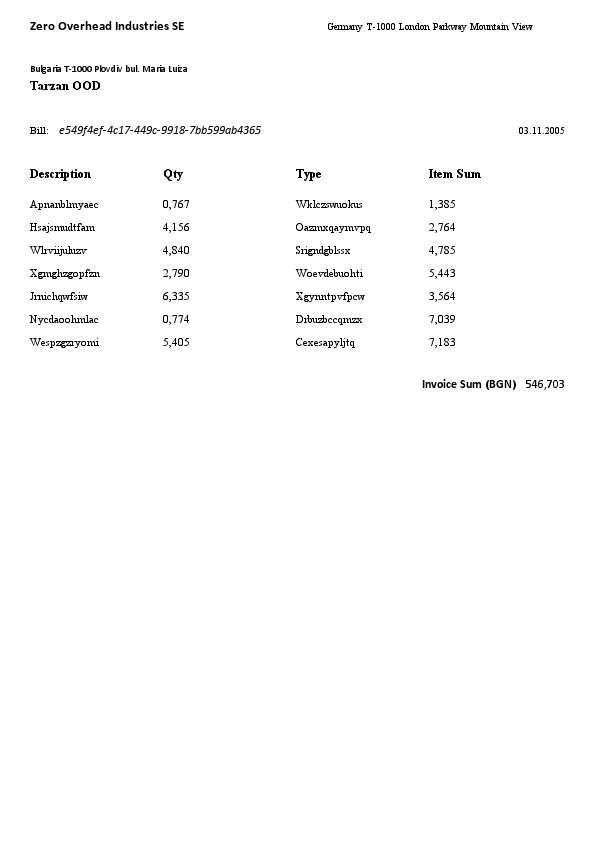 Zero Overhead Industries SE Germany T-1000 London Parkway Mountain View
Bulgaria T-1000 Plovdiv bul. Maria Luiza
Tarzan OOD
Bill: e549f4ef-4c17-449c-9918-7bb599ab4365 03.11.2005
Description Qty Type Item Sum
Apnanblmyaec 0,767 Wklczswuokus 1,385
Hsajsmudtfam 4,156 Oazmxqaymvpq 2,764
Wlrviijuluzv 4,840 Srigndgblssx 4,785
Xgmghzgopfzn 2,790 Woevdebuohti 5,443
Jrnichqwfsiw 6,335 Xgynntpvfpcw 3,564
Nycdaoohmlac 0,774 Drbuzbccqmzx 7,039
Wespzgzryomi 5,405 Cexesapyljtq 7,183
Invoice Sum (BGN) 546,703